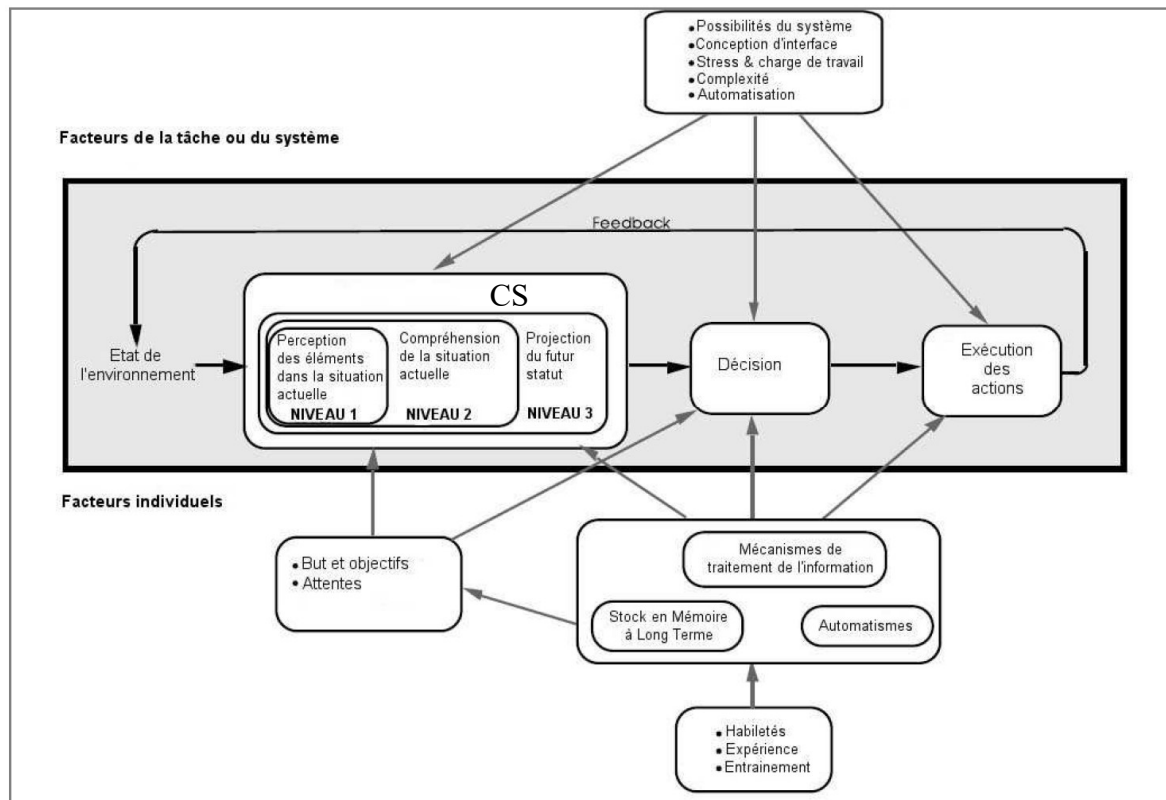 •Possibilités du système
•Conception d'interface
•Stress & charge de travail
•Complexité
•Automatisation
Facteurs de la tâche ou du système
Feedback
CS
Etat de
l'environnement
Perception
des éléments
dans la situation
actuelle
NIVEAU 1
Compréhension
de la situation
actuelle
NIVEAU 2
Projection
du futur
statut
NIVEAU 3
Décision
Exécution
des
actions
Facteurs individuels
• But et objectifs
• Attentes
Mécanismes de
traitement de l'information
Stock en Mémoire
à Long Terme
Automatismes
• Habiletés
• Expérience
• Entrainement